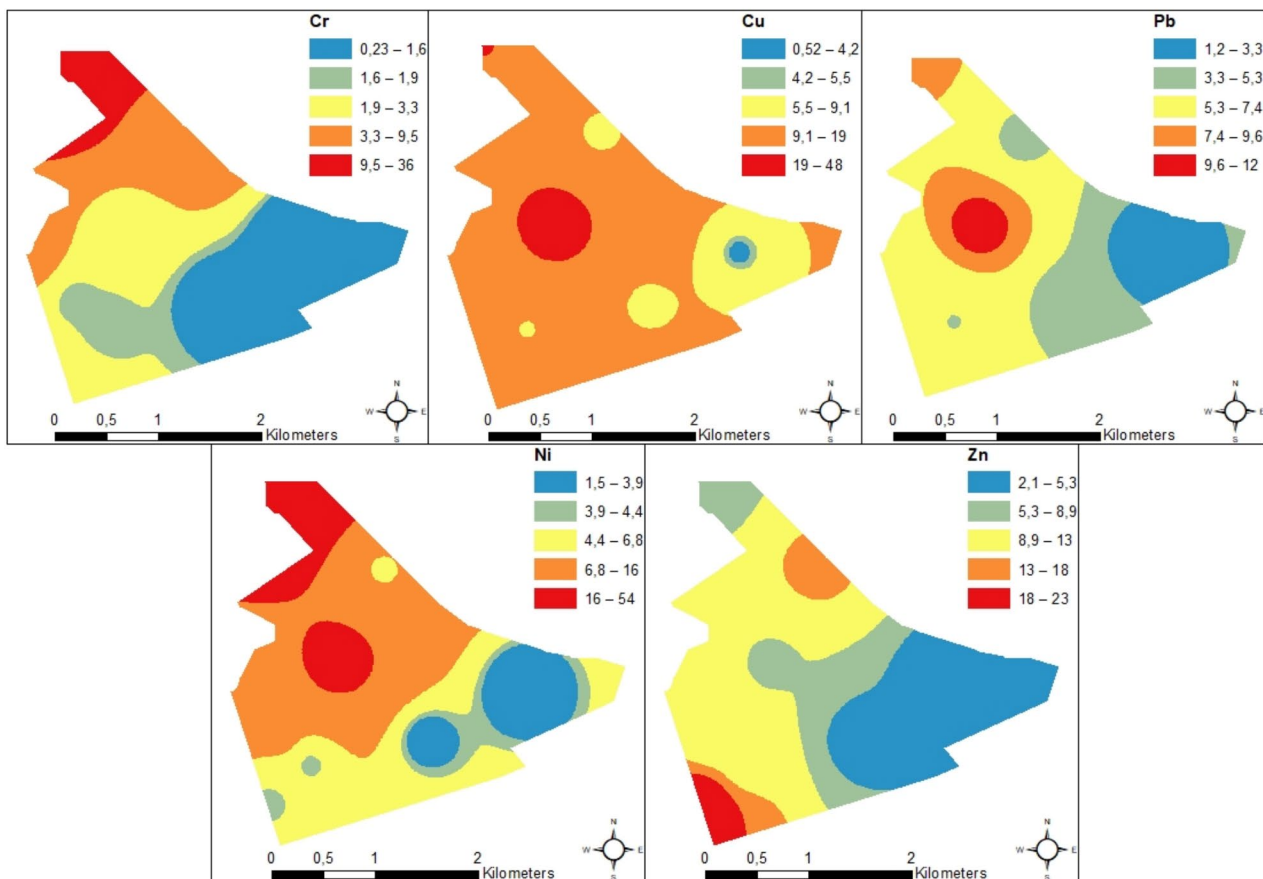 Cr
0,23 – 1,6
1,6 – 1,9
1,9 – 3,3
3,3 – 9,5
9,5 – 36
N
W E
S
0 0,5 1 2
Kilometers
Cu
0,52 – 4,2
4,2 – 5,5
5,5 – 9,1
9,1 – 19
19 – 48
N
W E
S
0 0,5 1 2
Kilometers
Pb
1,2 – 3,3
3,3 – 5,3
5,3 – 7,4
7,4 – 9,6
9,6 – 12
N
W E
S
0 0,5 1 2
Kilometers
Ni
1,5 – 3,9
3,9 – 4,4
4,4 – 6,8
6,8 – 16
16 – 54
N
W E
S
0 0,5 1 2
Kilometers
Zn
2,1 – 5,3
5,3 – 8,9
8,9 – 13
13 – 18
18 – 23
N
W E
S
0 0,5 1 2
Kilometers